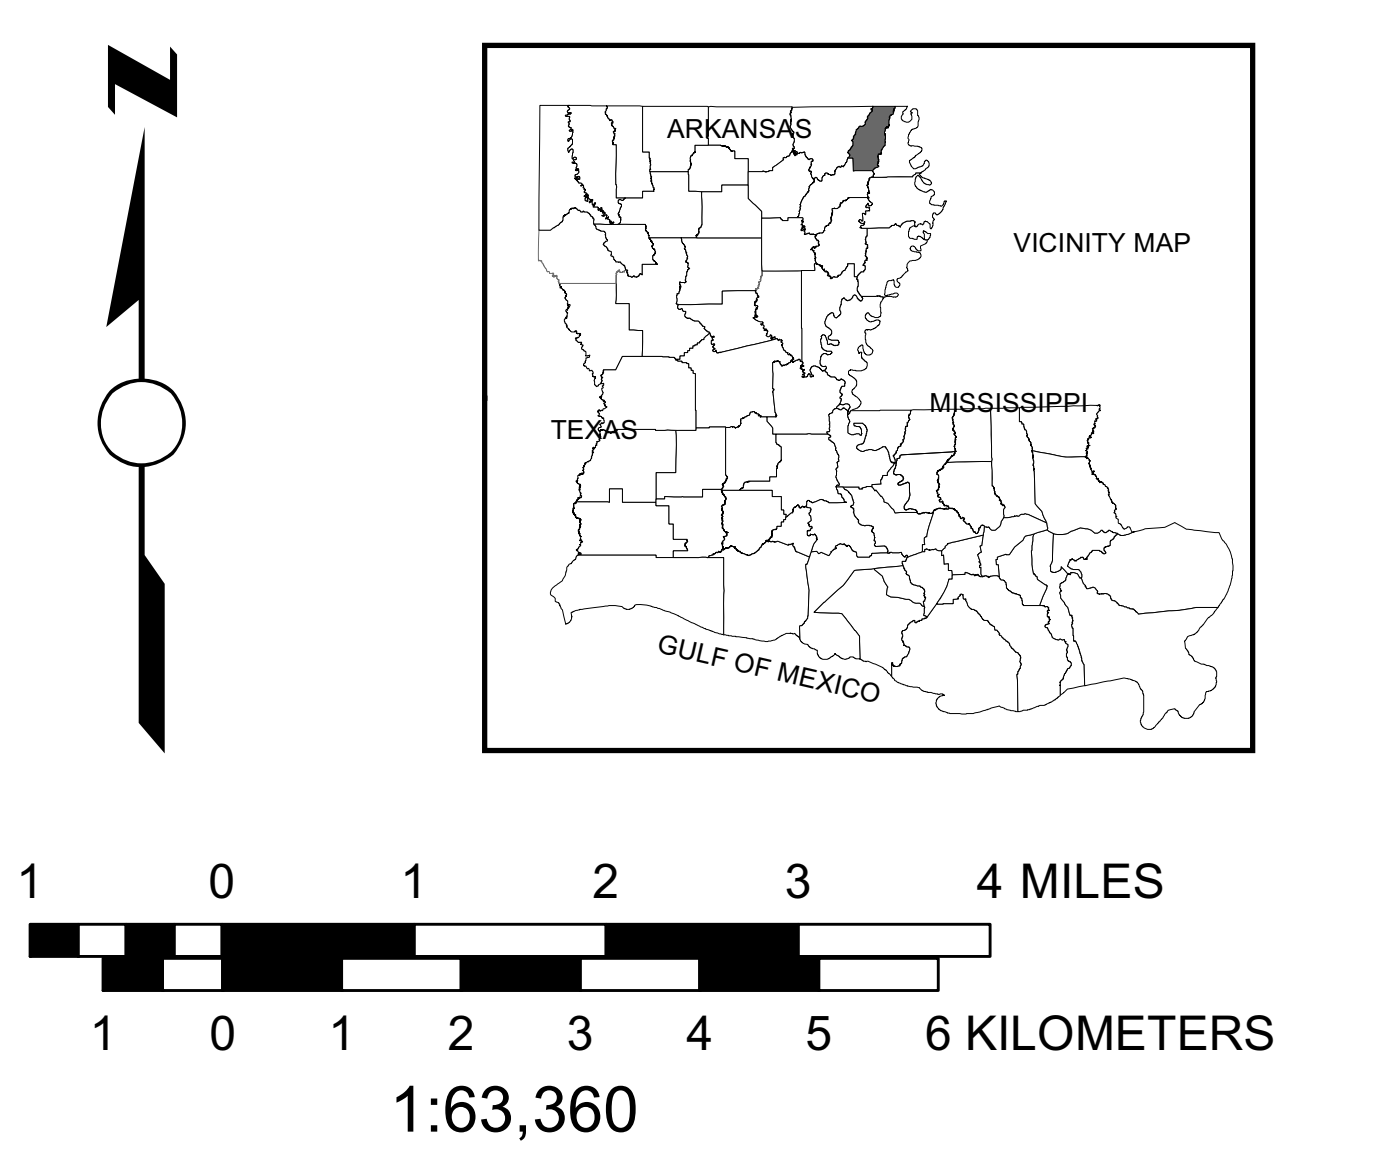 N
ARKANSAS
VICINITY MAP
MISSISSIPPI
TEXAS
GULF OF MEXICO
1 0 1 2 3 4 MILES
1 0 1 2 3 4 5 6 KILOMETERS
1:63,360